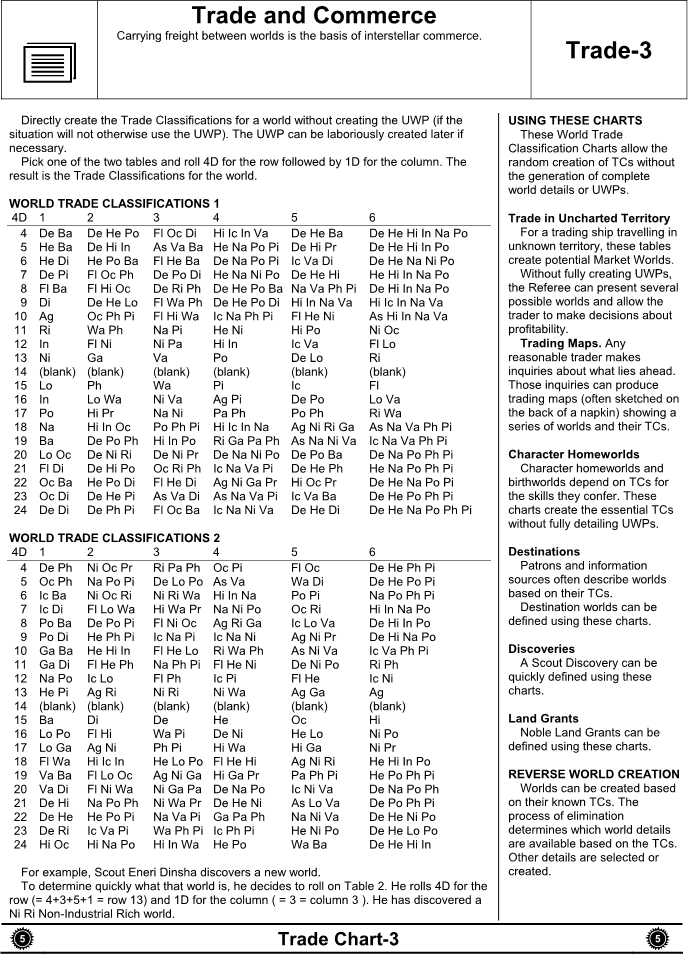 Trade and Commerce
Carrying freight between worlds is the basis of interstellar commerce.
Trade-3
Directly create the Trade Classifications for a world without creating the UWP (if the
situation will not otherwise use the UWP). The UWP can be laboriously created later if
necessary.
Pick one of the two tables and roll 4D for the row followed by 1D for the column. The
result is the Trade Classifications for the world.
WORLD TRADE CLASSIFICATIONS 1
4D 1 2 3 4 5 6
4 De Ba De He Po Fl Oc Di Hi Ic In Va De He Ba De He Hi In Na Po
5 He Ba De Hi In As Va Ba He Na Po Pi De Hi Pr De He Hi In Po
6 He Di He Po Ba Fl He Ba De Na Po Pi Ic Va Di De He Na Ni Po
7 De Pi Fl Oc Ph De Po Di He Na Ni Po De He Hi He Hi In Na Po
8 Fl Ba Fl Hi Oc De Ri Ph De He Po Ba Na Va Ph Pi De Hi In Na Po
9 Di De He Lo Fl Wa Ph De He Po Di Hi In Na Va Hi Ic In Na Va
10 Ag Oc Ph Pi Fl Hi Wa Ic Na Ph Pi Fl He Ni As Hi In Na Va
11 Ri Wa Ph Na Pi He Ni Hi Po Ni Oc
12 In Fl Ni Ni Pa Hi In Ic Va Fl Lo
13 Ni Ga Va Po De Lo Ri
14 (blank) (blank) (blank) (blank) (blank) (blank)
15 Lo Ph Wa Pi Ic Fl
16 In Lo Wa Ni Va Ag Pi De Po Lo Va
17 Po Hi Pr Na Ni Pa Ph Po Ph Ri Wa
18 Na Hi In Oc Po Ph Pi Hi Ic In Na Ag Ni Ri Ga As Na Va Ph Pi
19 Ba De Po Ph Hi In Po Ri Ga Pa Ph As Na Ni Va Ic Na Va Ph Pi
20 Lo Oc De Ni Ri De Ni Pr De Na Ni Po De Po Ba De Na Po Ph Pi
21 Fl Di De Hi Po Oc Ri Ph Ic Na Va Pi De He Ph He Na Po Ph Pi
22 Oc Ba He Po Di Fl He Di Ag Ni Ga Pr Hi Oc Pr De He Na Po Pi
23 Oc Di De He Pi As Va Di As Na Va Pi Ic Va Ba De He Po Ph Pi
24 De Di De Ph Pi Fl Oc Ba Ic Na Ni Va De He Di De He Na Po Ph Pi
WORLD TRADE CLASSIFICATIONS 2
4D 1 2 3 4 5 6
4 De Ph Ni Oc Pr Ri Pa Ph Oc Pi Fl Oc De He Ph Pi
5 Oc Ph Na Po Pi De Lo Po As Va Wa Di De He Po Pi
6 Ic Ba Ni Oc Ri Ni Ri Wa Hi In Na Po Pi Na Po Ph Pi
7 Ic Di Fl Lo Wa Hi Wa Pr Na Ni Po Oc Ri Hi In Na Po
8 Po Ba De Po Pi Fl Ni Oc Ag Ri Ga Ic Lo Va De Hi In Po
9 Po Di He Ph Pi Ic Na Pi Ic Na Ni Ag Ni Pr De Hi Na Po
10 Ga Ba He Hi In Fl He Lo Ri Wa Ph As Ni Va Ic Va Ph Pi
11 Ga Di Fl He Ph Na Ph Pi Fl He Ni De Ni Po Ri Ph
12 Na Po Ic Lo Fl Ph Ic Pi Fl He Ic Ni
13 He Pi Ag Ri Ni Ri Ni Wa Ag Ga Ag
14 (blank) (blank) (blank) (blank) (blank) (blank)
15 Ba Di De He Oc Hi
16 Lo Po Fl Hi Wa Pi De Ni He Lo Ni Po
17 Lo Ga Ag Ni Ph Pi Hi Wa Hi Ga Ni Pr
18 Fl Wa Hi Ic In He Lo Po Fl He Hi Ag Ni Ri He Hi In Po
19 Va Ba Fl Lo Oc Ag Ni Ga Hi Ga Pr Pa Ph Pi He Po Ph Pi
20 Va Di Fl Ni Wa Ni Ga Pa De Na Po Ic Ni Va De Na Po Ph
21 De Hi Na Po Ph Ni Wa Pr De He Ni As Lo Va De Po Ph Pi
22 De He He Po Pi Na Va Pi Ga Pa Ph Na Ni Va De He Ni Po
23 De Ri Ic Va Pi Wa Ph Pi Ic Ph Pi He Ni Po De He Lo Po
24 Hi Oc Hi Na Po Hi In Wa He Po Wa Ba De He Hi In
For example, Scout Eneri Dinsha discovers a new world.
To determine quickly what that world is, he decides to roll on Table 2. He rolls 4D for the
row (= 4+3+5+1 = row 13) and 1D for the column ( = 3 = column 3 ). He has discovered a
Ni Ri Non-Industrial Rich world.
USING THESE CHARTS
These World Trade
Classification Charts allow the
random creation of TCs without
the generation of complete
world details or UWPs.
Trade in Uncharted Territory
For a trading ship travelling in
unknown territory, these tables
create potential Market Worlds.
Without fully creating UWPs,
the Referee can present several
possible worlds and allow the
trader to make decisions about
profitability.
Trading Maps. Any
reasonable trader makes
inquiries about what lies ahead.
Those inquiries can produce
trading maps (often sketched on
the back of a napkin) showing a
series of worlds and their TCs.
Character Homeworlds
Character homeworlds and
birthworlds depend on TCs for
the skills they confer. These
charts create the essential TCs
without fully detailing UWPs.
Destinations
Patrons and information
sources often describe worlds
based on their TCs.
Destination worlds can be
defined using these charts.
Discoveries
A Scout Discovery can be
quickly defined using these
charts.
Land Grants
Noble Land Grants can be
defined using these charts.
REVERSE WORLD CREATION
Worlds can be created based
on their known TCs. The
process of elimination
determines which world details
are available based on the TCs.
Other details are selected or
created.
5
Trade Chart-3
5